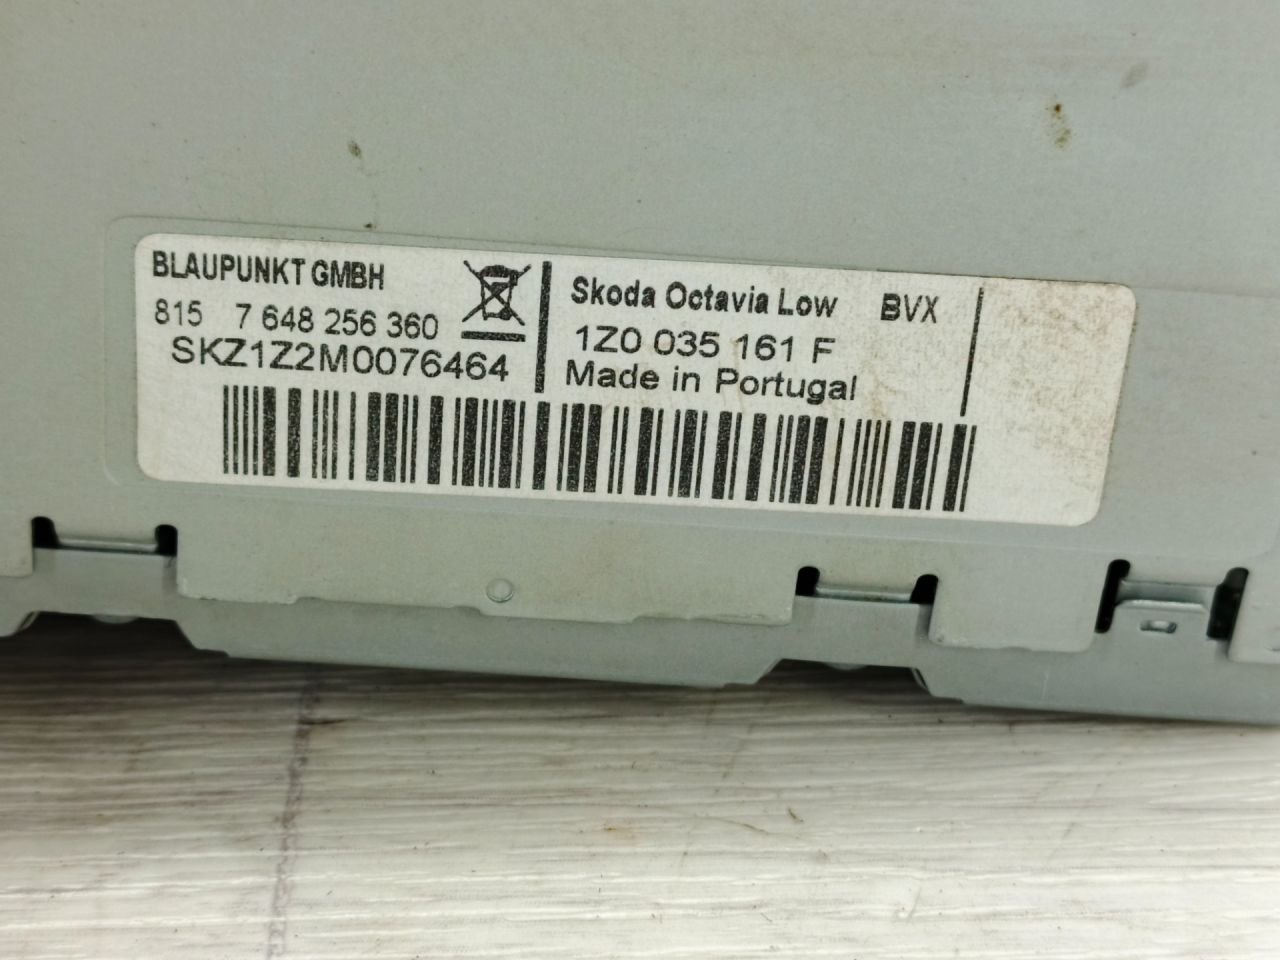 BLAUPUNKT GMBH
815 7 648 256 360
SKZ1Z2M0076464
Skoda Octavia Low BVX
1Z0 035 161 F
Made in Portugal